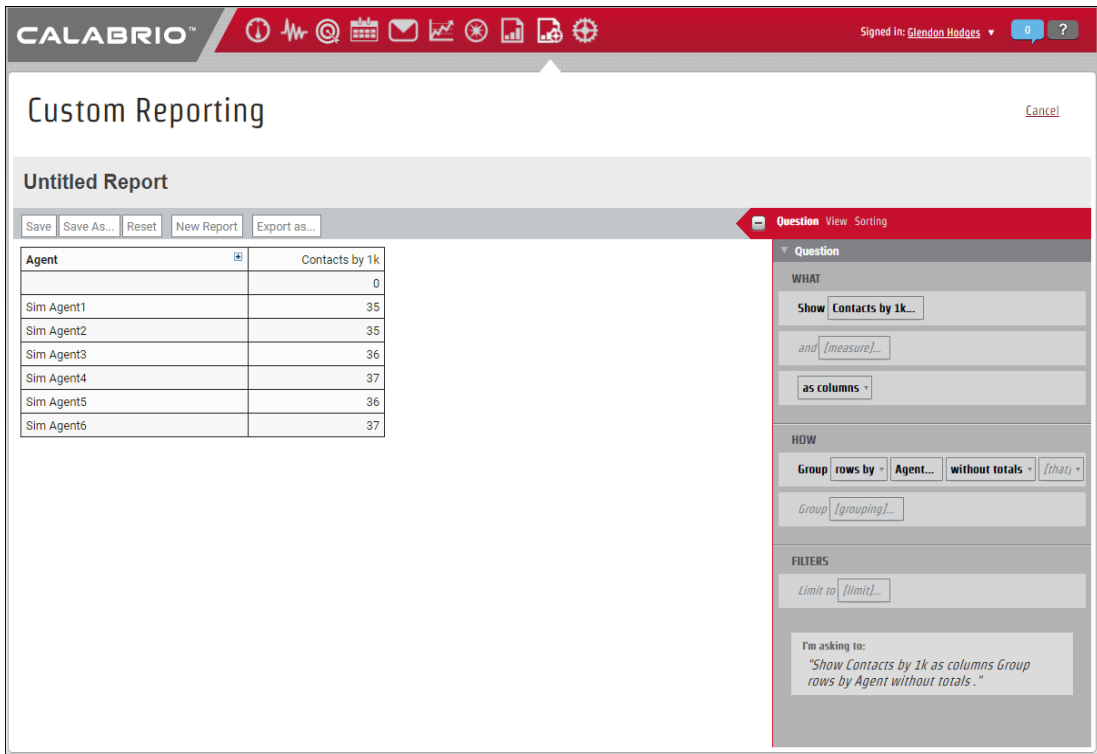 CALABRIO™
Signed in: Glendon Hodges ▼ 0 ?
Custom Reporting
Cancel
Untitled Report
Save Save As... Reset New Report Export as...
Question View Sorting
Agent Contacts by 1k
0
Sim Agent1 35
Sim Agent2 35
Sim Agent3 36
Sim Agent4 37
Sim Agent5 36
Sim Agent6 37
Question
WHAT
Show Contacts by 1k...
and [measure]...
as columns
HOW
Group rows by Agent... without totals [that]
Group [grouping]...
FILTERS
Limit to [limit]...
I'm asking to:
"Show Contacts by 1k as columns Group
rows by Agent without totals ."